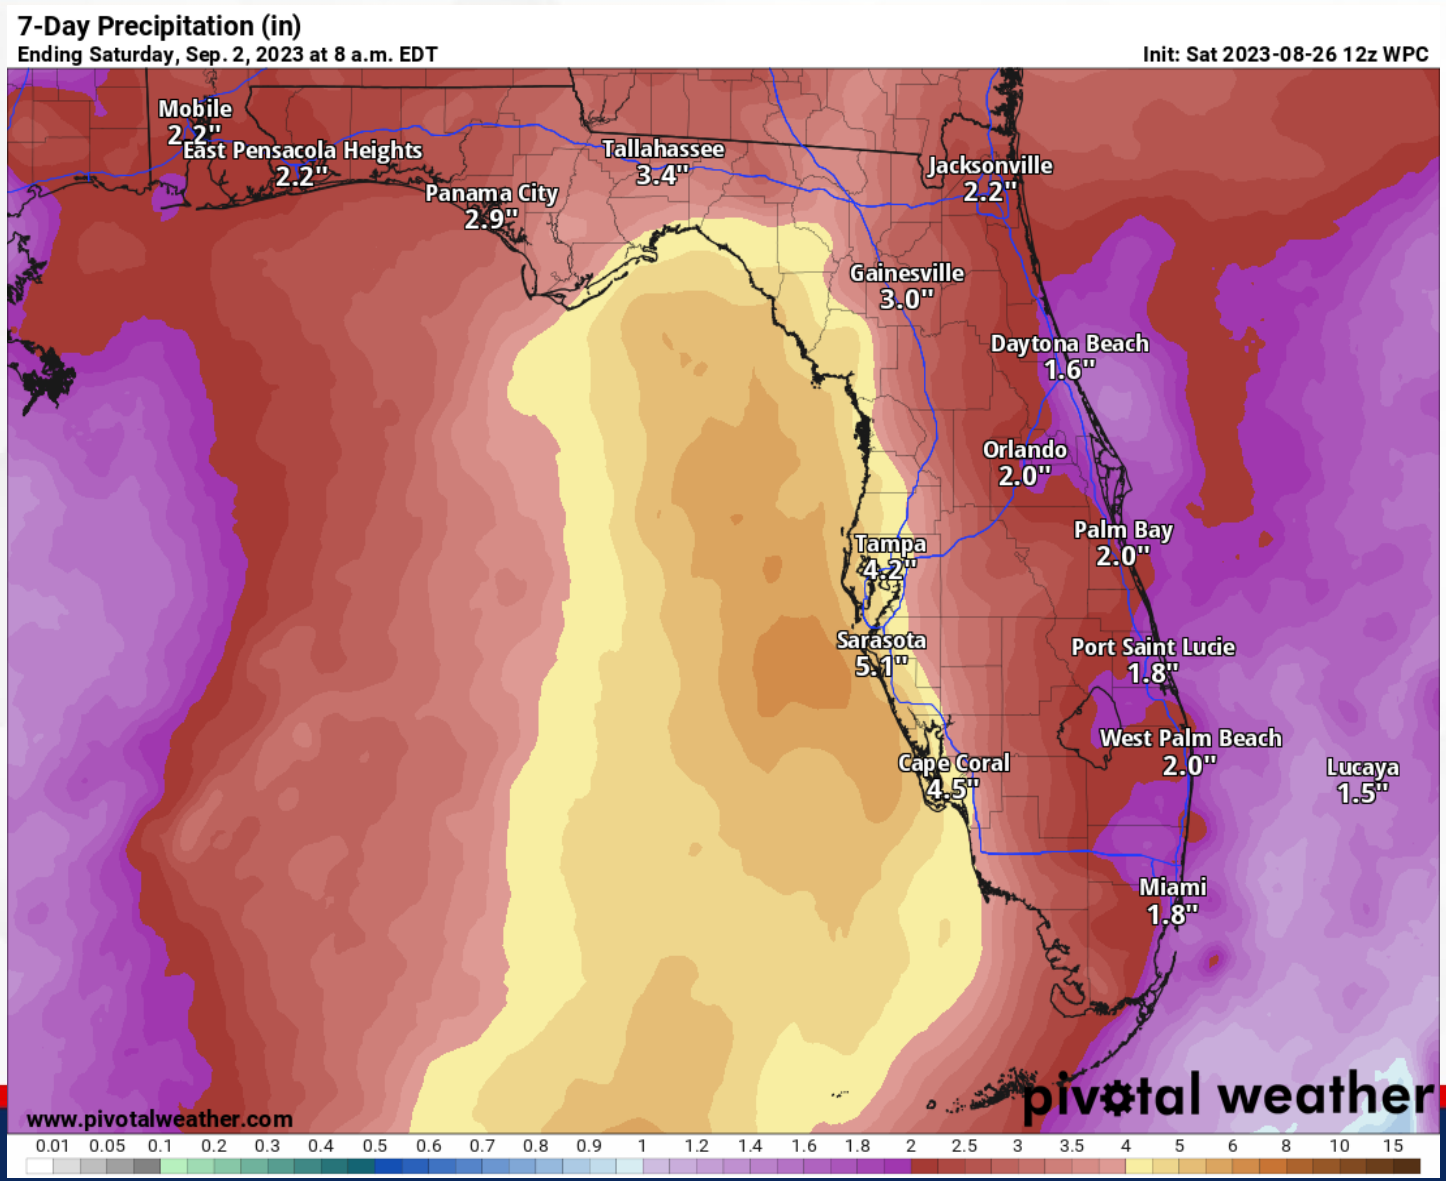 7-Day Precipitation (in)
Ending Saturday, Sep. 2, 2023 at 8 a.m. EDT
Init: Sat 2023-08-26 12z WPC
Mobile
2.2"
East Pensacola Heights
2.2"
Panama City
2.9"
Tallahassee
3.4"
Jacksonville
2.2"
Gainesville
3.0"
Daytona Beach
1.6"
Orlando
2.0"
Palm Bay
2.0"
Tampa
4.2"
Sarasota
5.1"
Port Saint Lucie
1.8"
West Palm Beach
2.0"
Cape Coral
4.5"
Lucaya
1.5"
Miami
1.8"
pivotal weather
www.pivotalweather.com
0.01 0.05 0.1 0.2 0.3 0.4 0.5 0.6 0.7 0.8 0.9 1 1.2 1.4 1.6 1.8 2 2.5 3 3.5 4 5 6 8 10 15